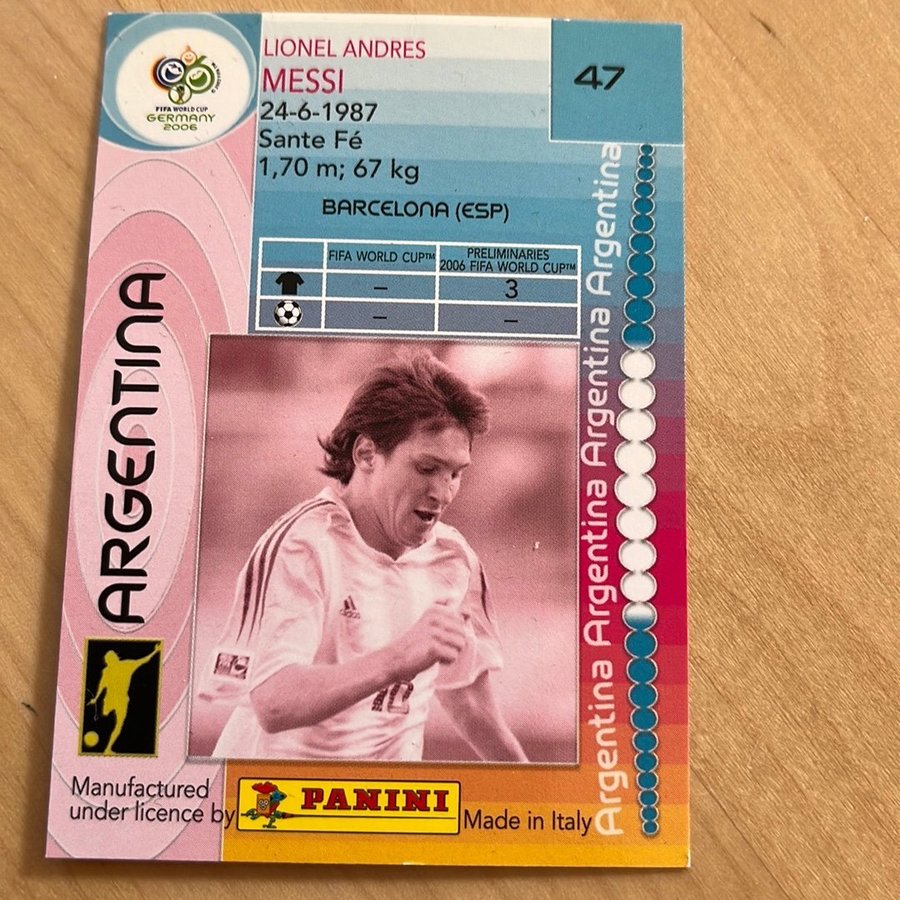 LIONEL ANDRES
MESSI
24-6-1987
Sante Fé
1,70 m; 67 kg
BARCELONA (ESP)
47
FIFA WORLD CUP
GERMANY
2006
FIFA WORLD CUP™
PRELIMINARIES
2006 FIFA WORLD CUP™
– 3
– –
ARGENTINA
Argentina Argentina Argentina Argentina Argentina
10
Manufactured
under licence by
PANINI
Made in Italy